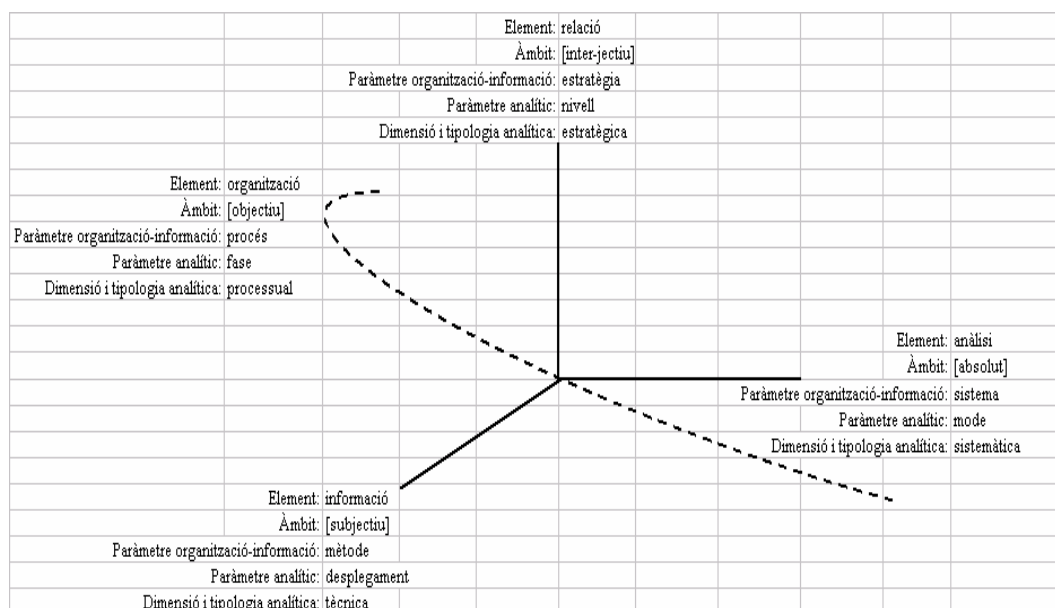 Element: relació
Àmbit: [inter-jectiu]
Paràmetre organització-informació: estratègia
Paràmetre analític: nivell
Dimensió i tipologia analítica: estratègica
Element: organització
Àmbit: [objectiu]
Paràmetre organització-informació: procés
Paràmetre analític: fase
Dimensió i tipologia analítica: processual
Element: anàlisi
Àmbit: [absolut]
Paràmetre organització-informació: sistema
Paràmetre analític: mode
Dimensió i tipologia analítica: sistemàtica
Element: informació
Àmbit: [subjectiu]
Paràmetre organització-informació: mètode
Paràmetre analític: desplegament
Dimensió i tipologia analítica: tècnica